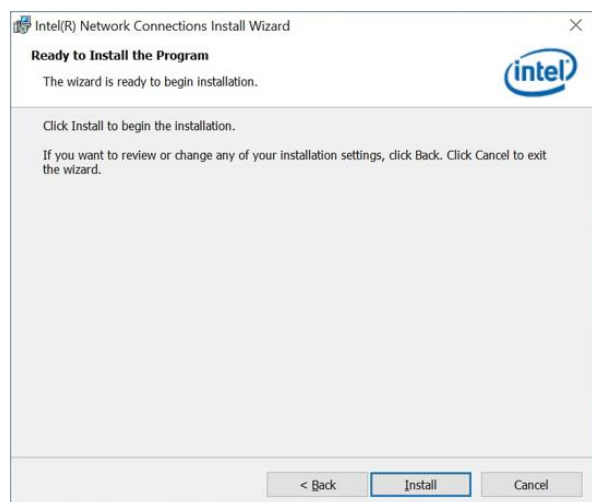 Intel(R) Network Connections Install Wizard
Ready to Install the Program
The wizard is ready to begin installation.
intel
Click Install to begin the installation.
If you want to review or change any of your installation settings, click Back. Click Cancel to exit
the wizard.
< Back
Install
Cancel